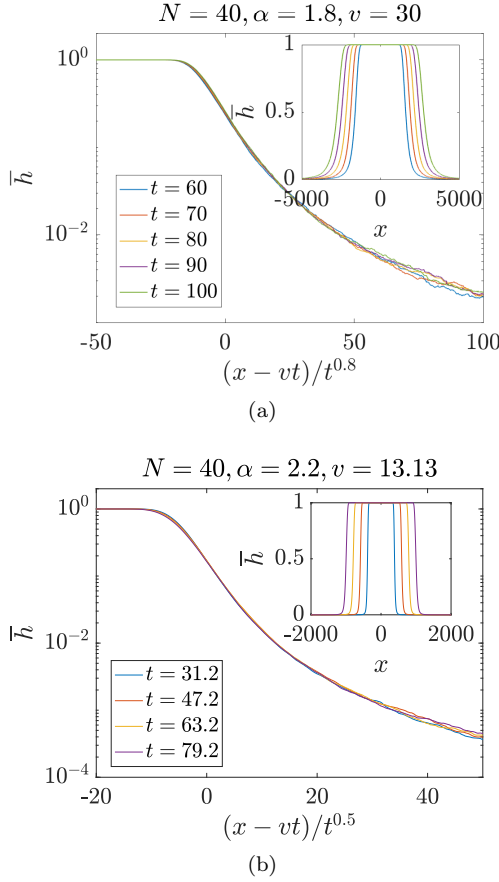 N = 40, α = 1.8, v = 30
10^0
10^{-2}
h̅
-50
0
50
100
(x − vt)/t^{0.8}
t = 60
t = 70
t = 80
t = 90
t = 100
1
0.5
0
h̅
-5000
0
5000
x
(a)
N = 40, α = 2.2, v = 13.13
10^0
10^{-2}
10^{-4}
h̅
-20
0
20
40
(x − vt)/t^{0.5}
t = 31.2
t = 47.2
t = 63.2
t = 79.2
1
0.5
0
h̅
-2000
0
2000
x
(b)